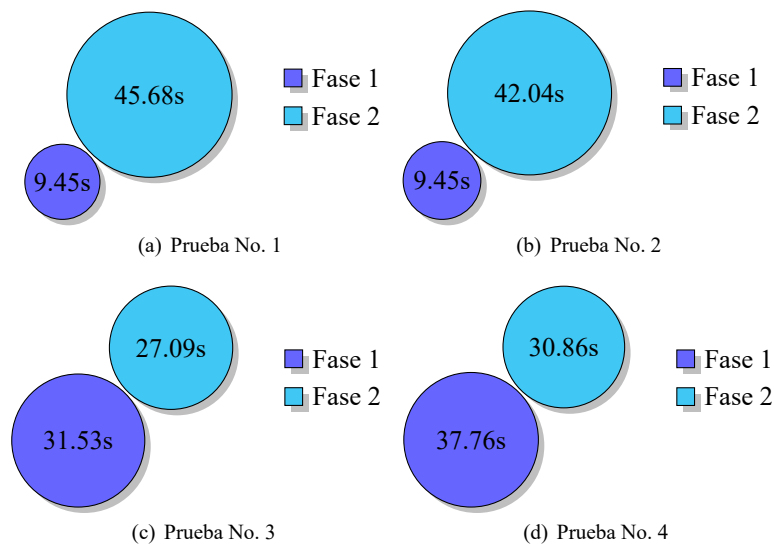 45.68s
9.45s
Fase 1
Fase 2
(a) Prueba No. 1
42.04s
9.45s
Fase 1
Fase 2
(b) Prueba No. 2
27.09s
31.53s
Fase 1
Fase 2
(c) Prueba No. 3
30.86s
37.76s
Fase 1
Fase 2
(d) Prueba No. 4